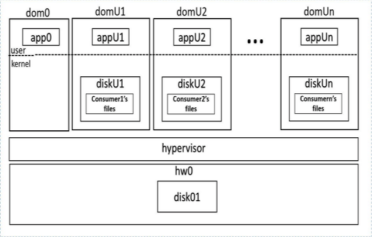 dom0 domU1 domU2 domUn
app0 appU1 appU2 ... appUn
user
kernel
diskU1 diskU2 diskUn
Consumer1's Consumer2's Consumern's
files files files
hypervisor
hw0
disk01